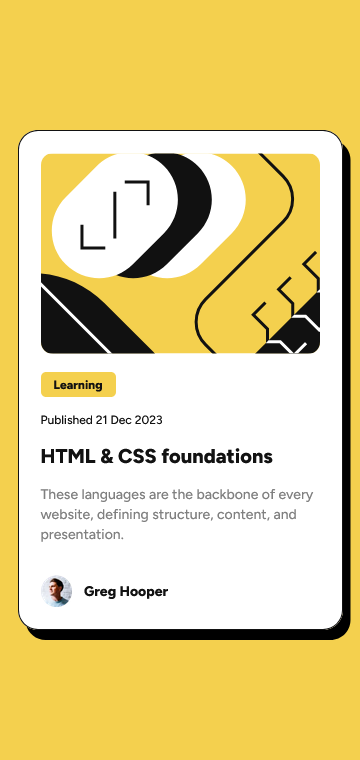 Learning
Published 21 Dec 2023
HTML & CSS foundations
These languages are the backbone of every
website, defining structure, content, and
presentation.
Greg Hooper